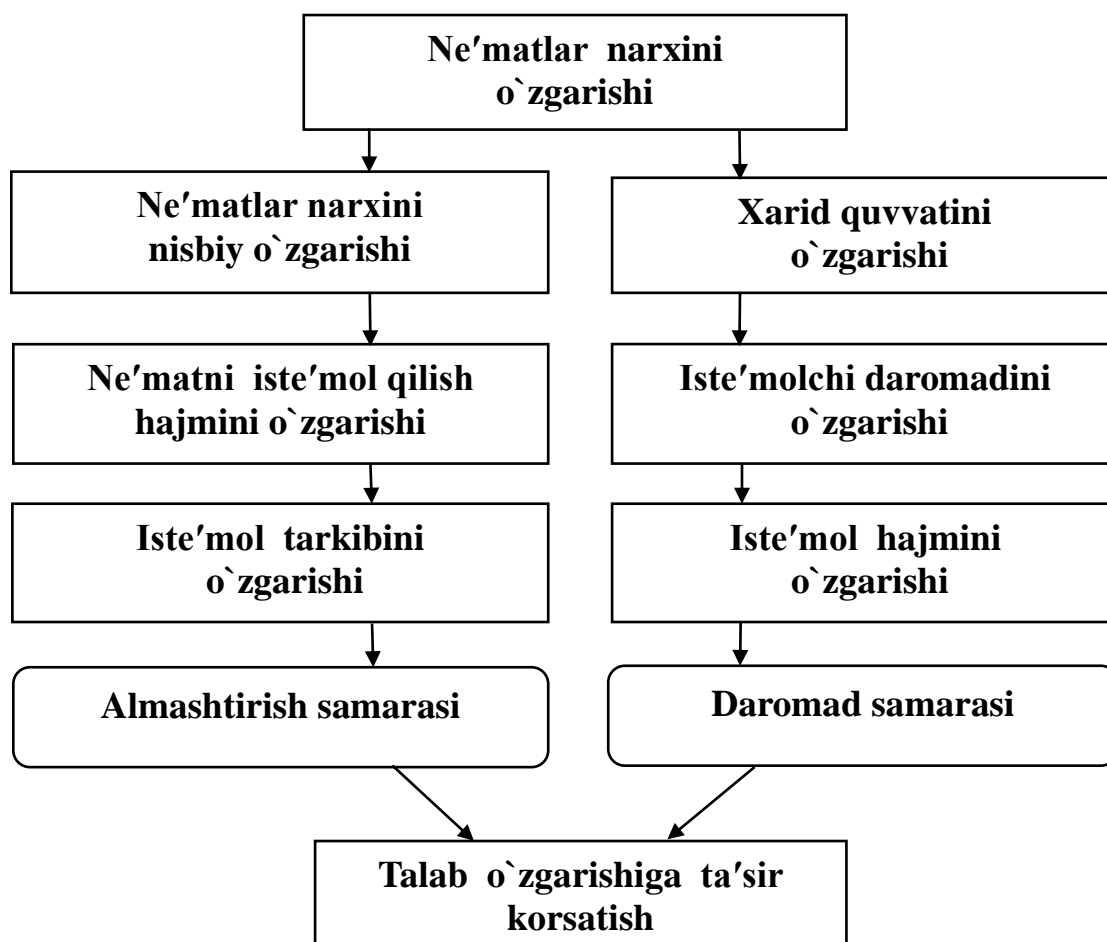 Ne′matlar narxini
o`zgarishi
Ne′matlar narxini
nisbiy o`zgarishi
Xarid quvvatini
o`zgarishi
Ne′matni iste′mol qilish
hajmini o`zgarishi
Iste′molchi daromadini
o`zgarishi
Iste′mol tarkibini
o`zgarishi
Iste′mol hajmini
o`zgarishi
Almashtirish samarasi
Daromad samarasi
Talab o`zgarishiga ta′sir
korsatish